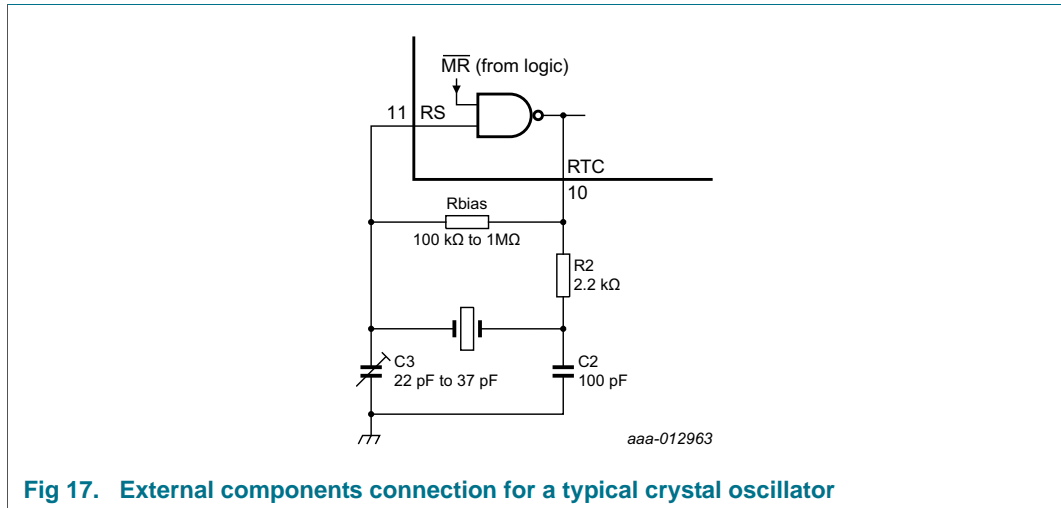 MR (from logic)
11 RS
RTC
10
Rbias
100 kΩ to 1MΩ
R2
2.2 kΩ
C3
22 pF to 37 pF
C2
100 pF
aaa-012963
Fig 17. External components connection for a typical crystal oscillator